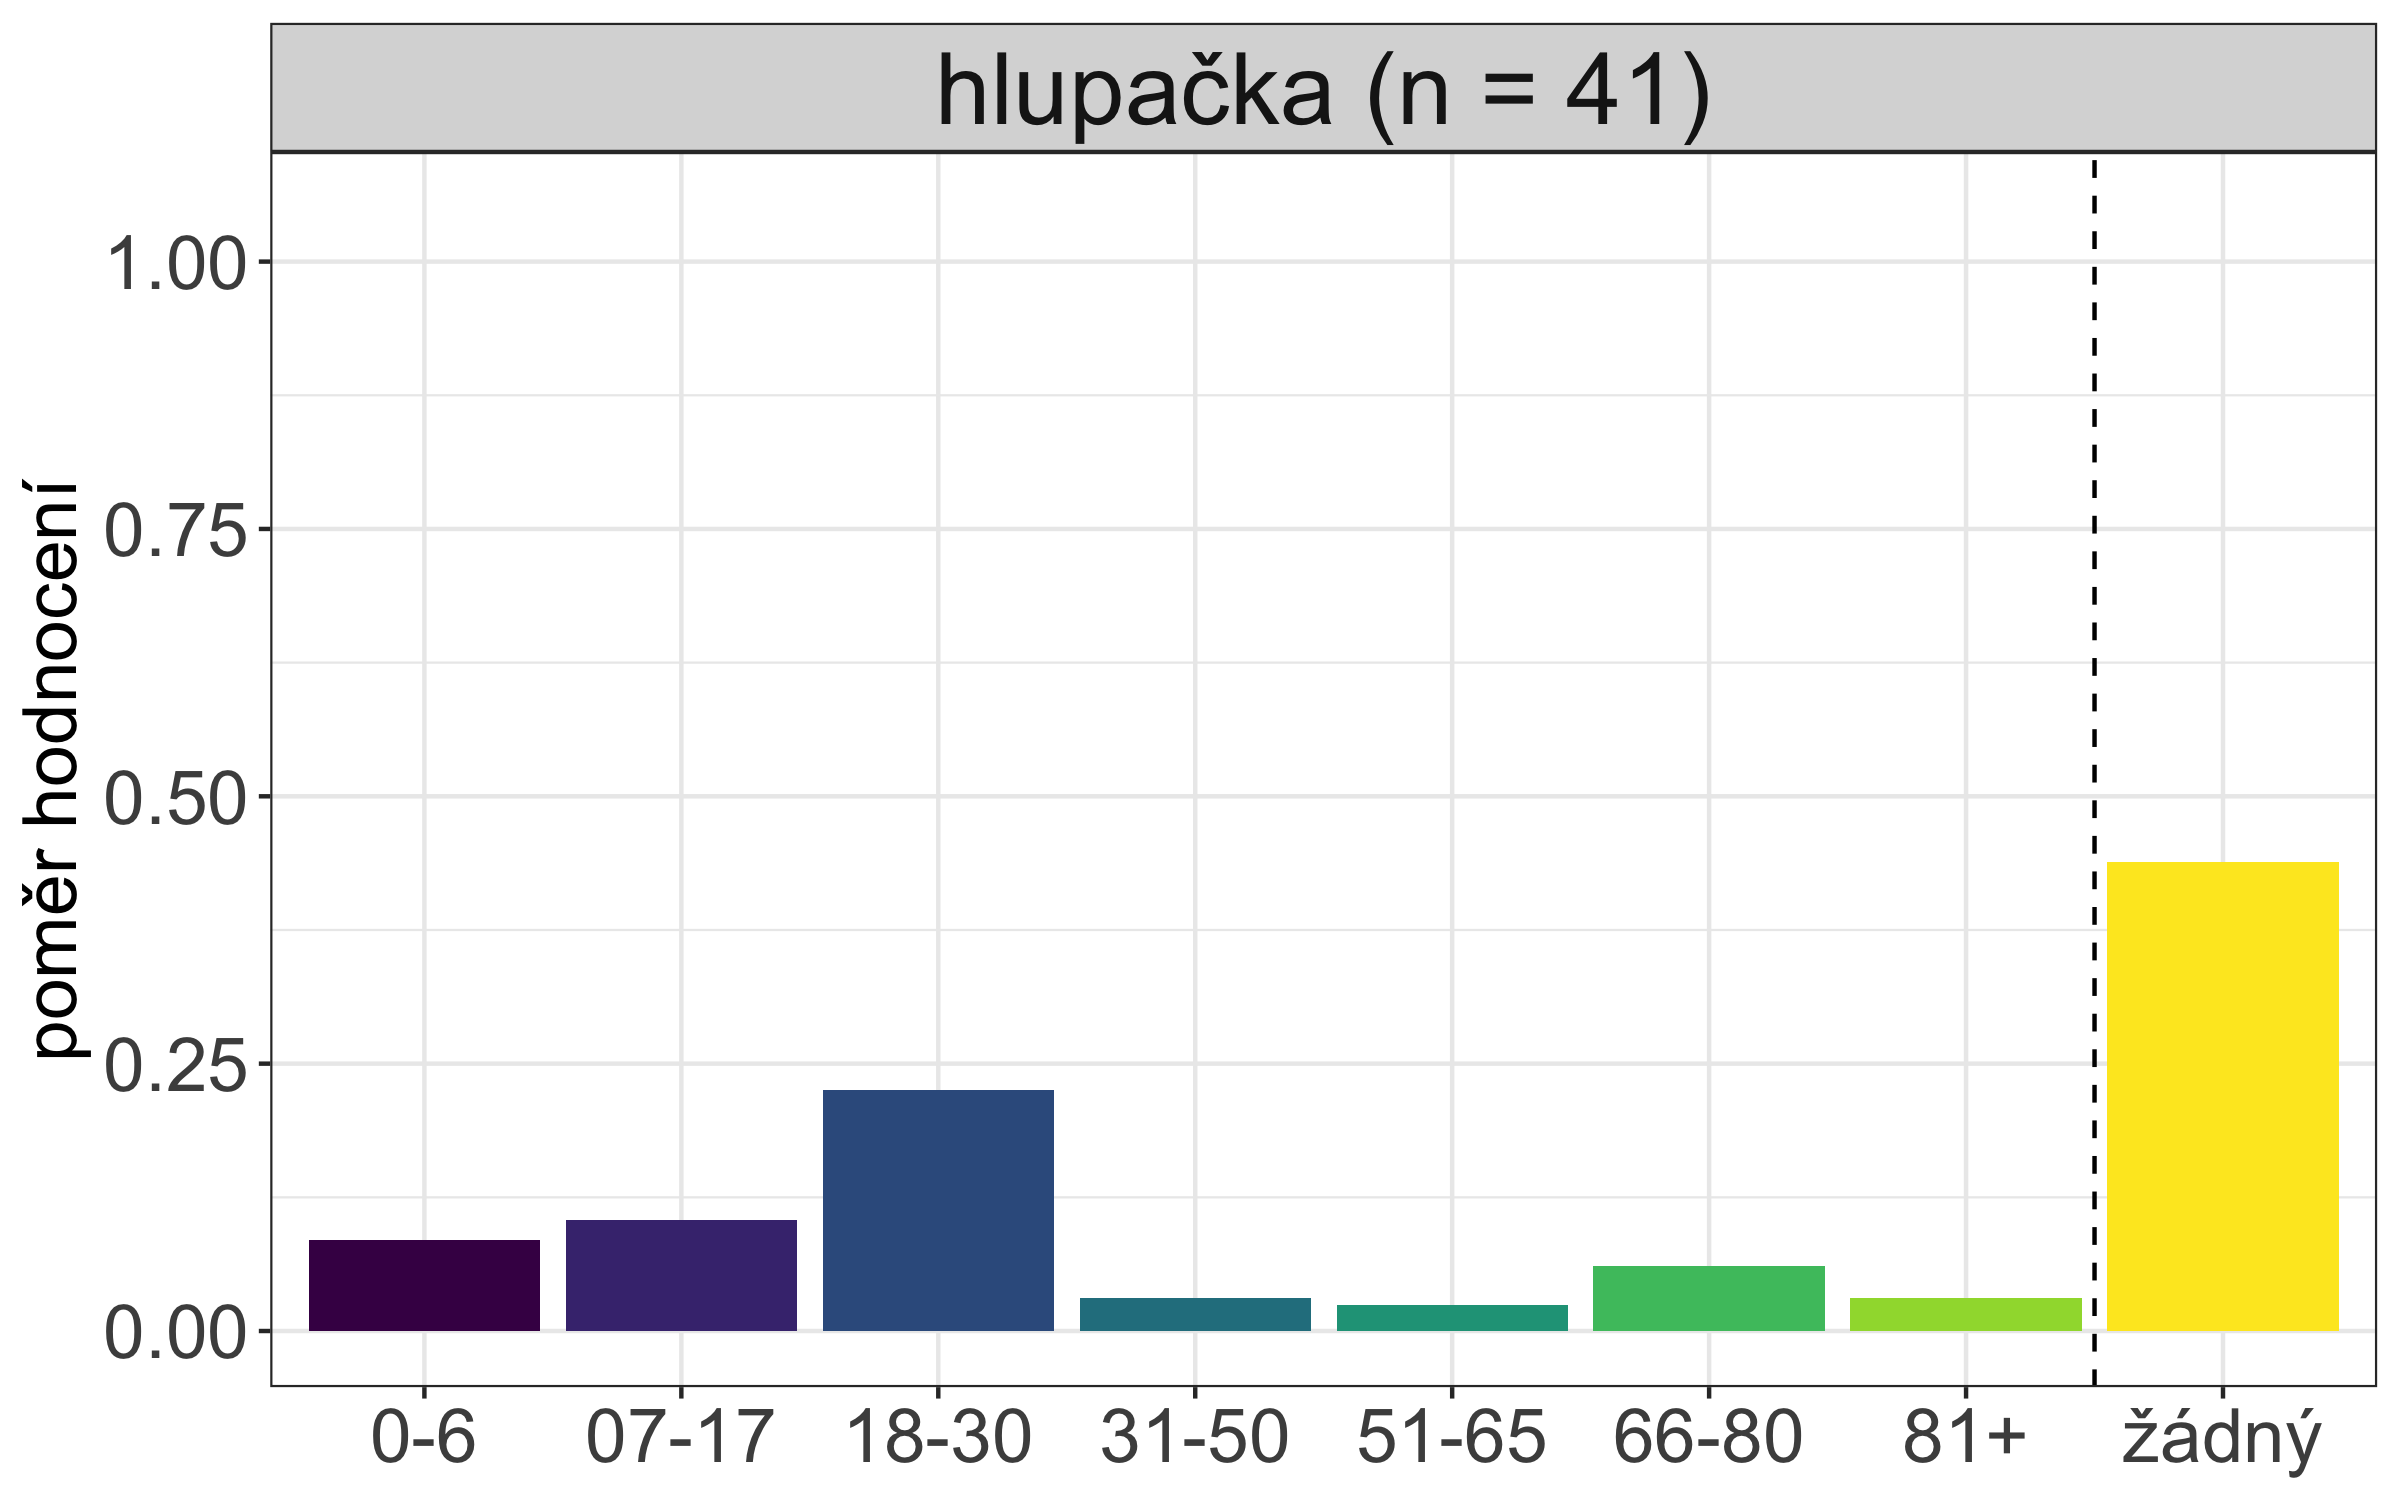 hlupačka (n = 41)
poměr hodnocení
1.00
0.75
0.50
0.25
0.00
0-6 07-17 18-30 31-50 51-65 66-80 81+ žádný